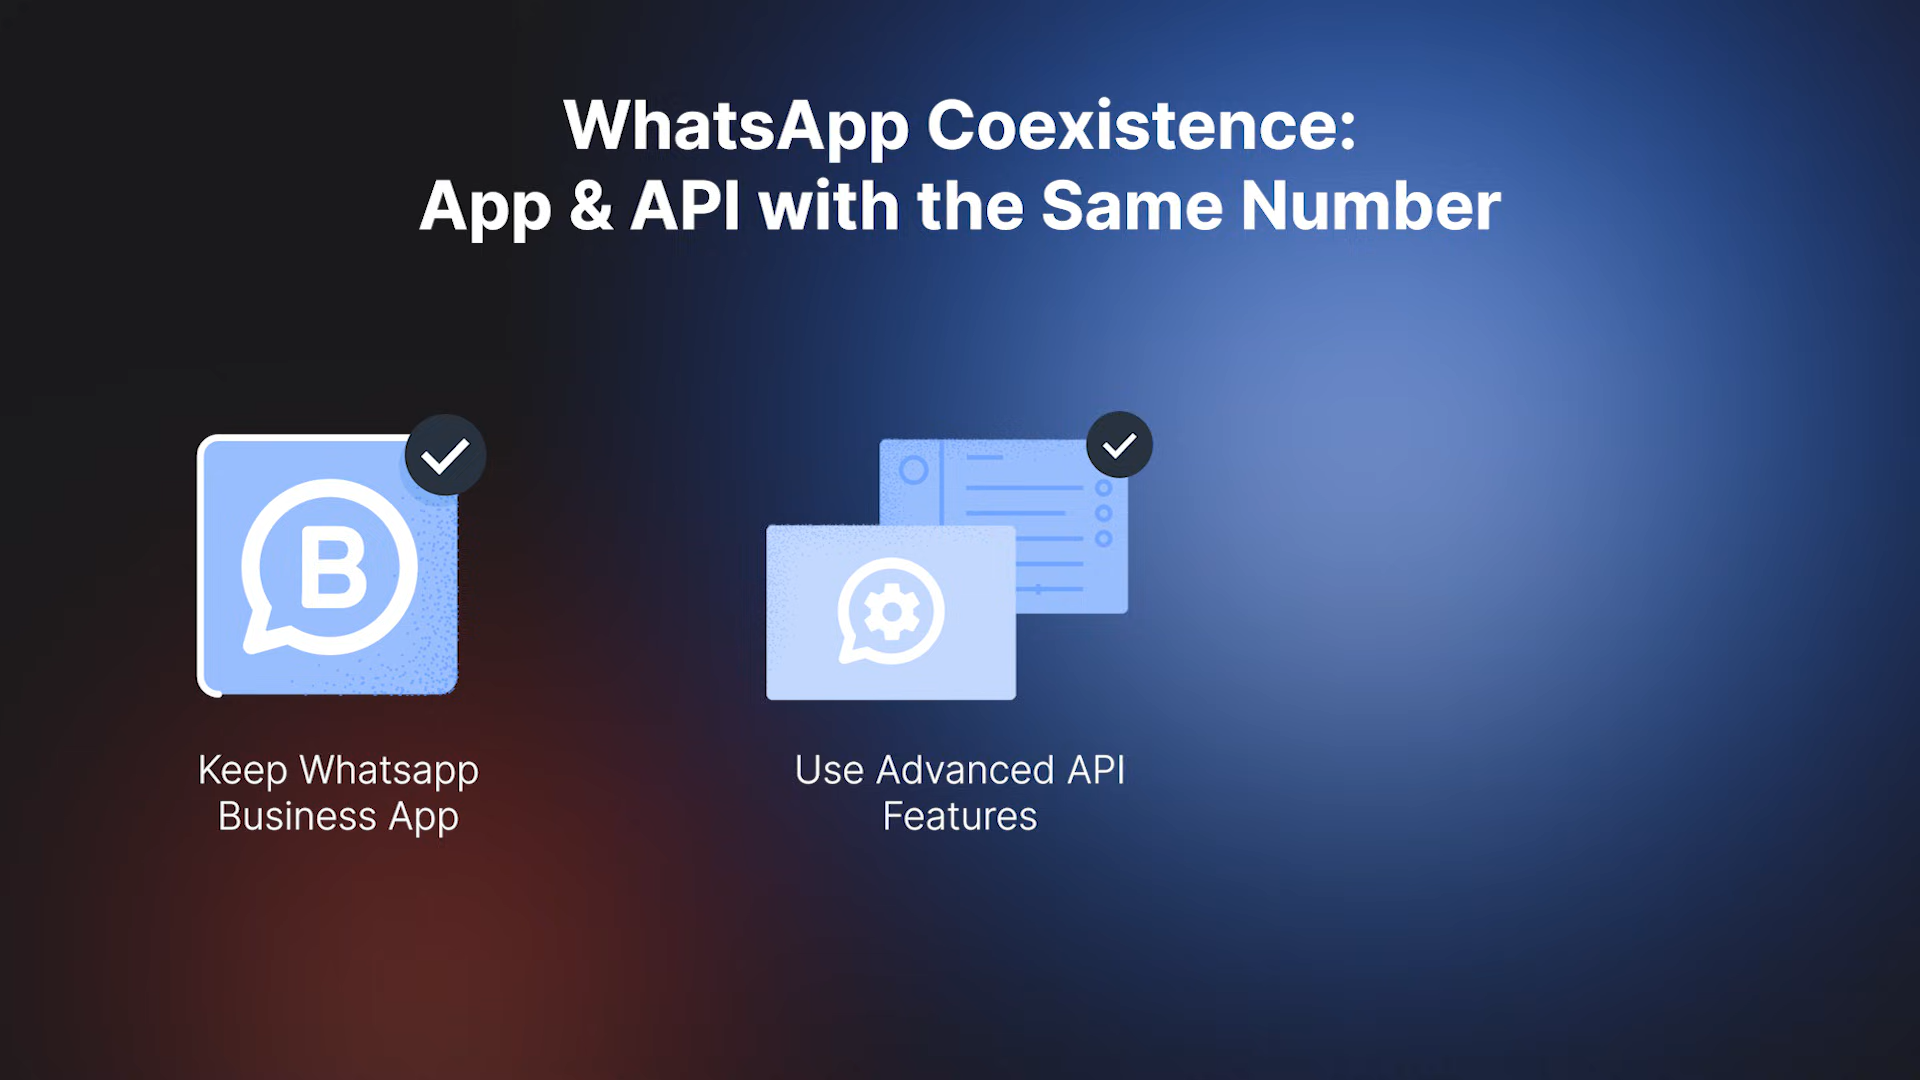 WhatsApp Coexistence:
App & API with the Same Number
B
Keep Whatsapp
Business App
Use Advanced API
Features